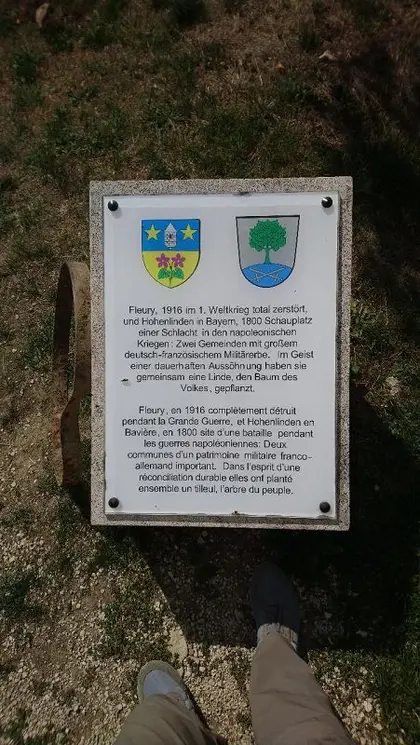 Fleury, 1916 im 1. Weltkrieg total zerstört,
und Hohenlinden in Bayern, 1800 Schauplatz
einer Schlacht in den napoleonischen
Kriegen: Zwei Gemeinden mit großem
deutsch-französischem Militärerbe. Im Geist
einer dauerhaften Aussöhnung haben sie
gemeinsam eine Linde, den Baum des
Volkes, gepflanzt.
Fleury, en 1916 complètement détruit
pendant la Grande Guerre, et Hohenlinden en
Bavière, en 1800 site d'une bataille pendant
les guerres napoléoniennes: Deux
communes d'un patrimoine militaire franco-
allemand important. Dans l'esprit d'une
réconciliation durable elles ont planté
ensemble un tilleul, l'arbre du peuple.